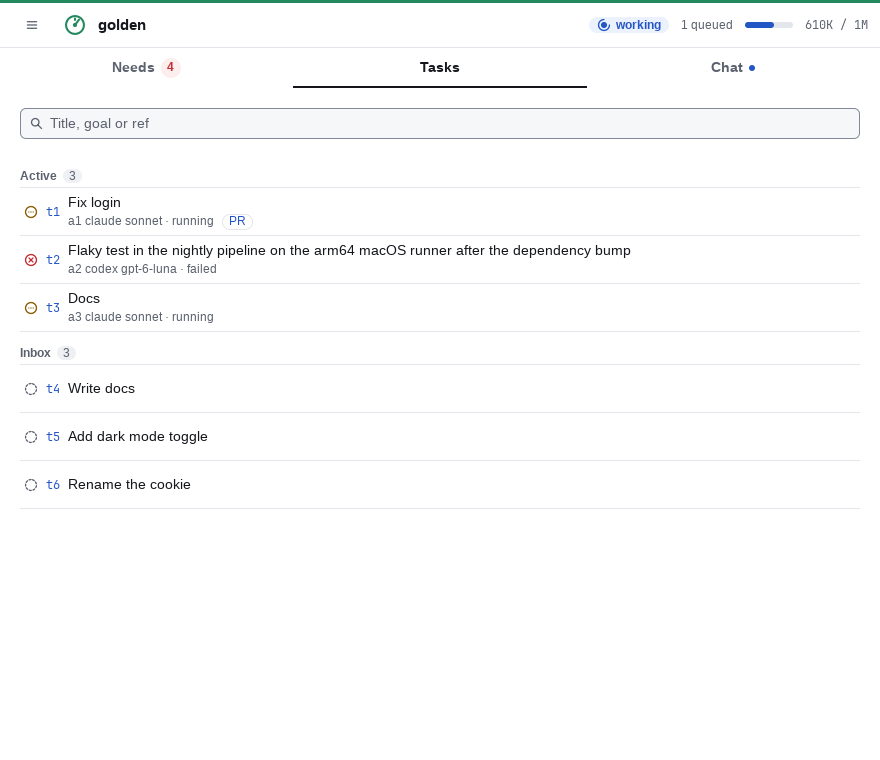 golden
working
1 queued
610K / 1M
Needs 4
Tasks
Chat
Title, goal or ref
Active 3
t1
Fix login
a1 claude sonnet · running PR
t2
Flaky test in the nightly pipeline on the arm64 macOS runner after the dependency bump
a2 codex gpt-6-luna · failed
t3
Docs
a3 claude sonnet · running
Inbox 3
t4 Write docs
t5 Add dark mode toggle
t6 Rename the cookie